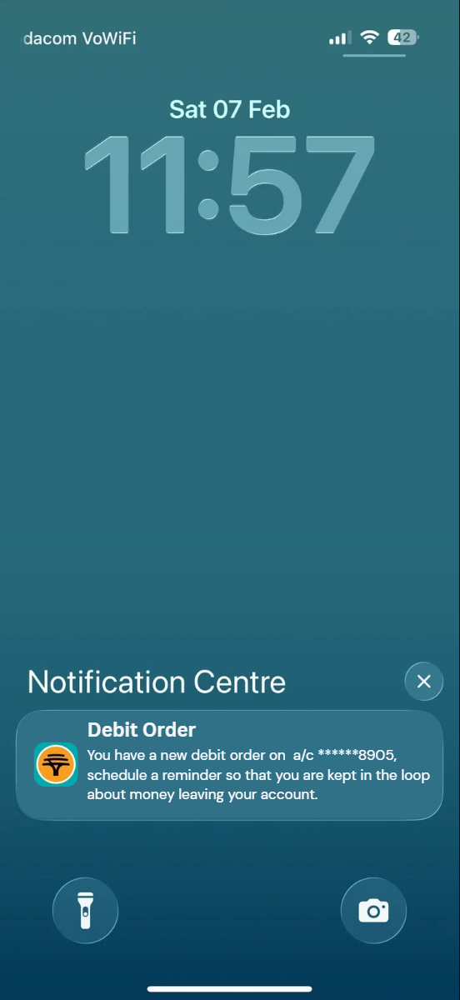 dacom VoWiFi
42
Sat 07 Feb
11:57
Notification Centre
Debit Order
You have a new debit order on a/c ******8905,
schedule a reminder so that you are kept in the loop
about money leaving your account.